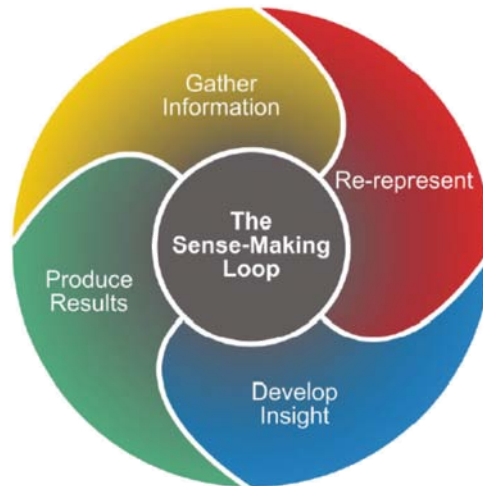 Gather
Information
Re-represent
The
Sense-Making
Loop
Produce
Results
Develop
Insight